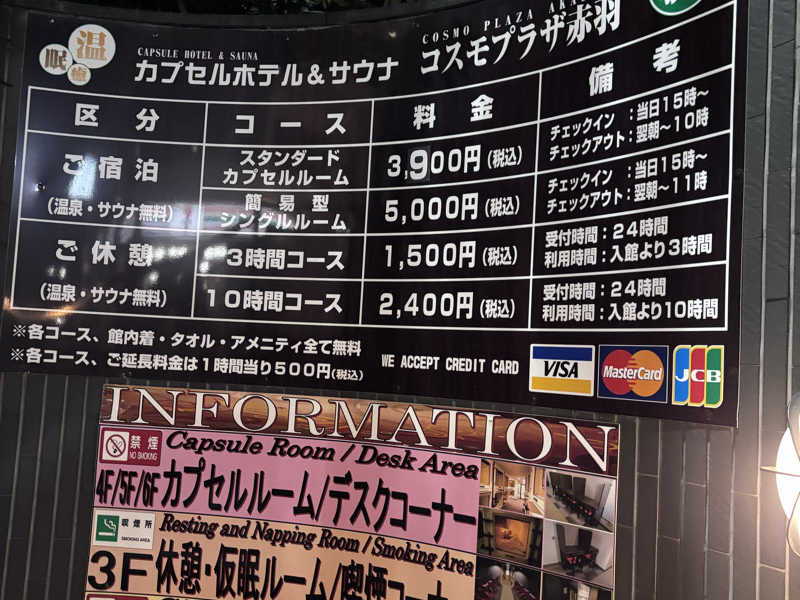 温
眠 癒
CAPSULE HOTEL & SAUNA
カプセルホテル&サウナ
COSMO PLAZA
コスモプラザ赤羽
区分 コース 料金 備考
ご宿泊
(温泉・サウナ無料)
スタンダード
カプセルルーム
3,900円(税込)
チェックイン :当日15時~
チェックアウト:翌朝~10時
簡易型
シングルルーム
5,000円(税込)
チェックイン :当日15時~
チェックアウト:翌朝~11時
ご休憩
(温泉・サウナ無料)
3時間コース
1,500円(税込)
受付時間:24時間
利用時間:入館より3時間
10時間コース
2,400円(税込)
受付時間:24時間
利用時間:入館より10時間
※各コース、館内着・タオル・アメニティ全て無料
※各コース、ご延長料金は1時間当り500円(税込)
WE ACCEPT CREDIT CARD
VISA
MasterCard
JCB
INFORMATION
禁煙
NO SMOKING
Capsule Room / Desk Area
4F/5F/6Fカプセルルーム/デスクコーナー
喫煙所
SMOKING AREA
Resting and Napping Room / Smoking Area
3F休憩・仮眠ルーム/喫煙コーナー